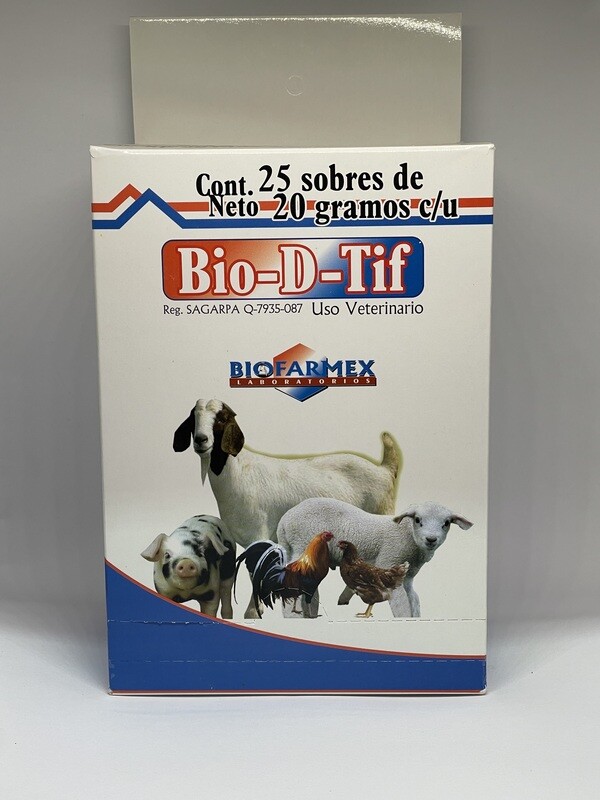 Cont. 25 sobres de
Neto 20 gramos c/u
Bio-D-Tif
Reg. SAGARPA Q-7935-087 Uso Veterinario
BIOFARMEX
LABORATORIOS